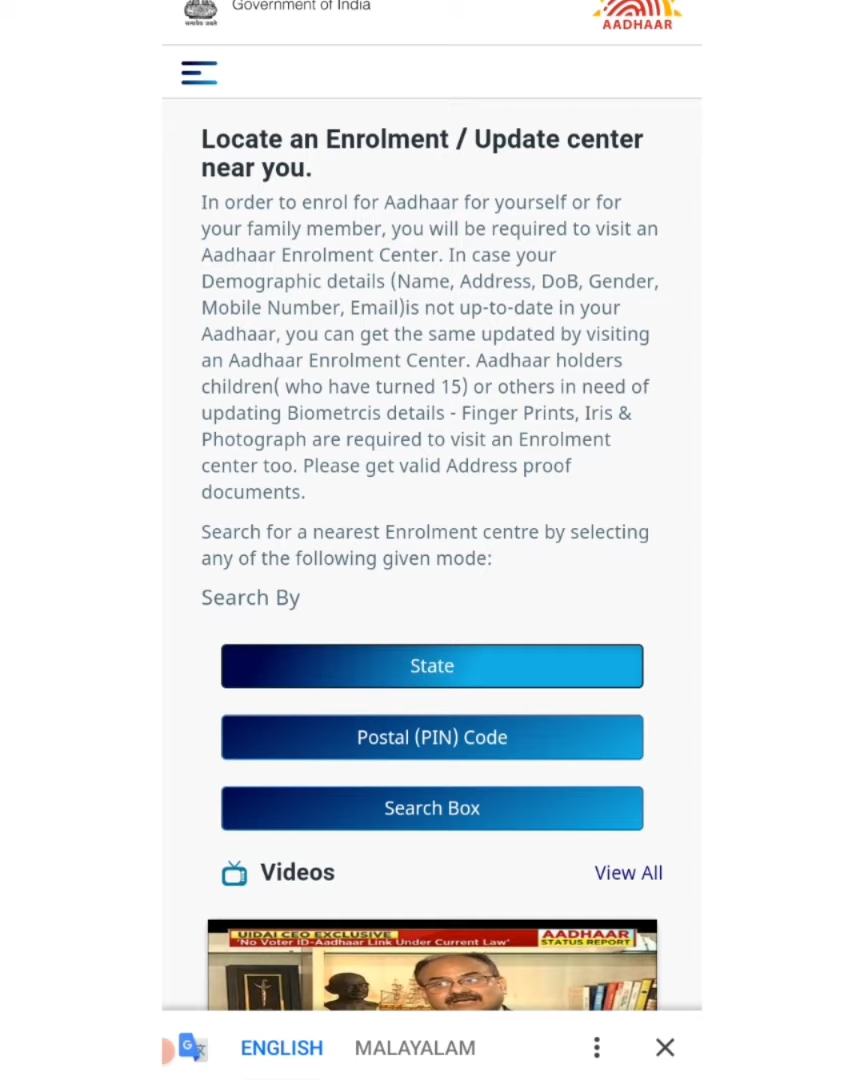 Government of India
AADHAAR
Locate an Enrolment / Update center
near you.
In order to enrol for Aadhaar for yourself or for
your family member, you will be required to visit an
Aadhaar Enrolment Center. In case your
Demographic details (Name, Address, DoB, Gender,
Mobile Number, Email)is not up-to-date in your
Aadhaar, you can get the same updated by visiting
an Aadhaar Enrolment Center. Aadhaar holders
children( who have turned 15) or others in need of
updating Biometrcis details - Finger Prints, Iris &
Photograph are required to visit an Enrolment
center too. Please get valid Address proof
documents.
Search for a nearest Enrolment centre by selecting
any of the following given mode:
Search By
State
Postal (PIN) Code
Search Box
Videos
View All
UIDAI CEO EXCLUSIVE
'No Voter ID-Aadhaar Link Under Current Law'
AADHAAR
STATUS REPORT
ENGLISH
MALAYALAM